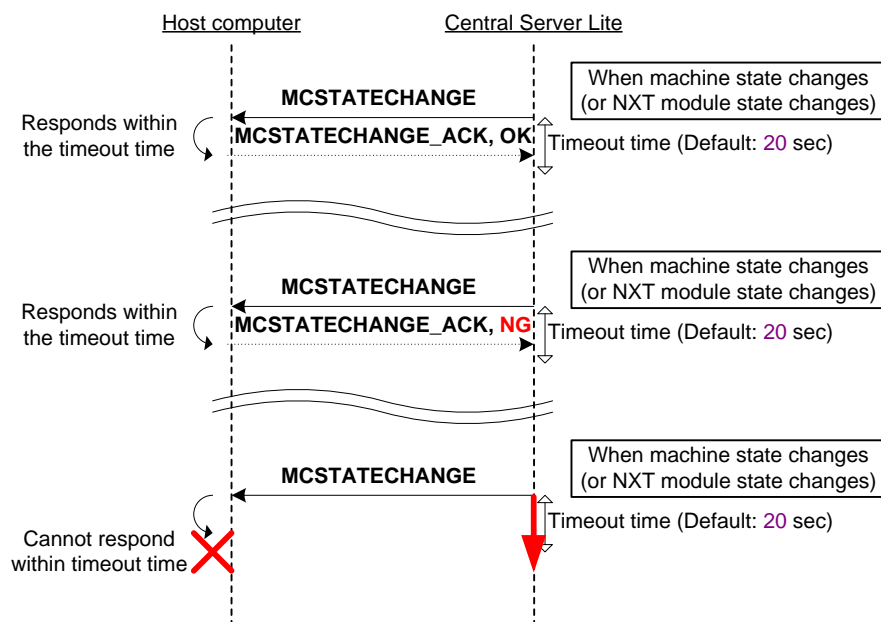 Host computer
Central Server Lite
When machine state changes
(or NXT module state changes)
MCSTATECHANGE
Responds within
the timeout time
MCSTATECHANGE_ACK, OK
Timeout time (Default: 20 sec)
When machine state changes
(or NXT module state changes)
MCSTATECHANGE
Responds within
the timeout time
MCSTATECHANGE_ACK, NG
Timeout time (Default: 20 sec)
When machine state changes
(or NXT module state changes)
MCSTATECHANGE
Timeout time (Default: 20 sec)
Cannot respond
within timeout time